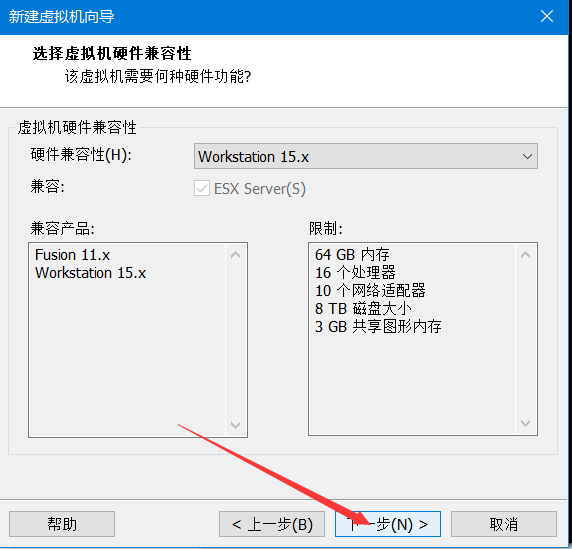 新建虚拟机向导
选择虚拟机硬件兼容性
该虚拟机需要何种硬件功能?
虚拟机硬件兼容性
硬件兼容性(H):
Workstation 15.x
兼容:
ESX Server(S)
兼容产品:
Fusion 11.x
Workstation 15.x
限制:
64 GB 内存
16 个处理器
10 个网络适配器
8 TB 磁盘大小
3 GB 共享图形内存
帮助
< 上一步(B)
下一步(N) >
取消